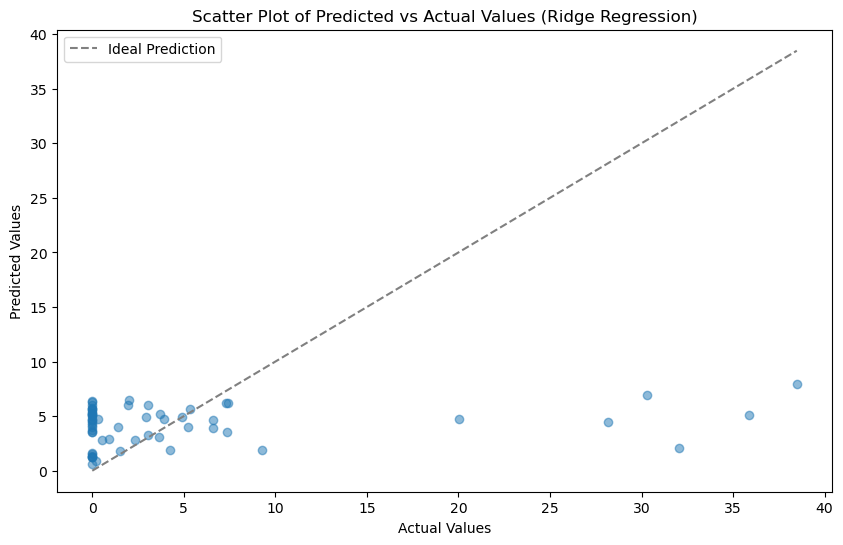 Scatter Plot of Predicted vs Actual Values (Ridge Regression)
Ideal Prediction
40
35
30
25
20
15
10
5
0
Predicted Values
0 5 10 15 20 25 30 35 40
Actual Values